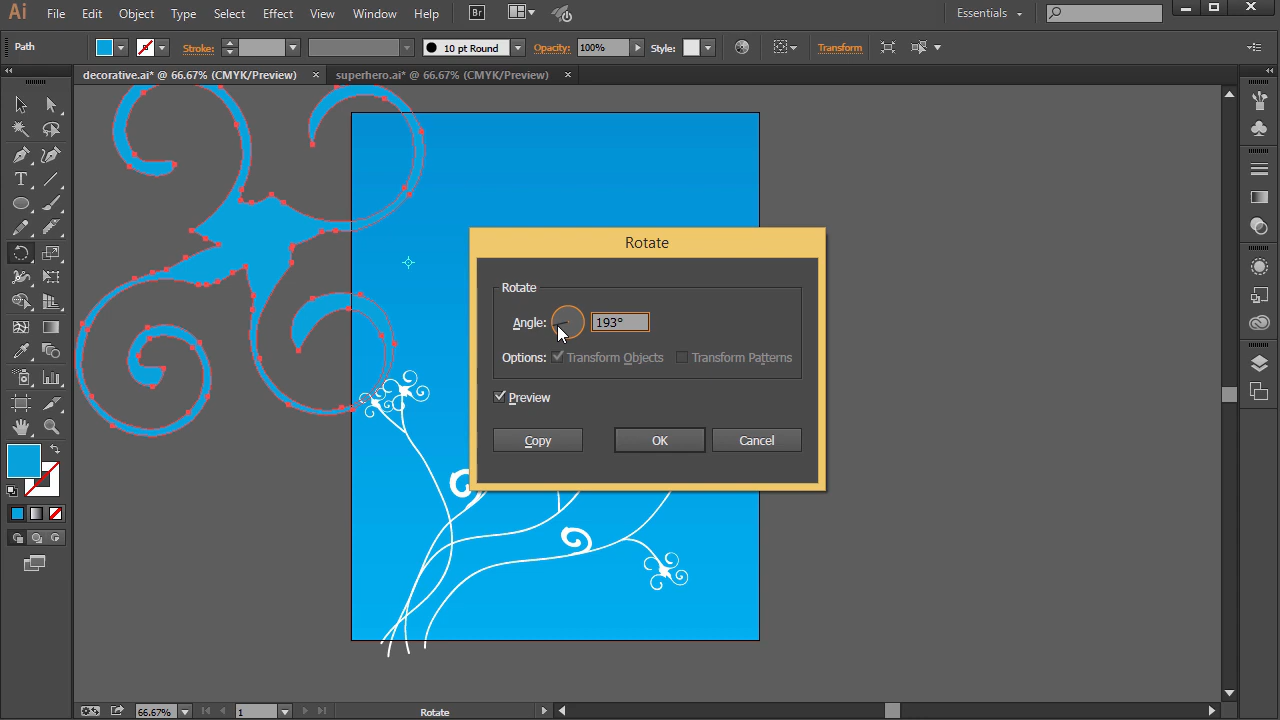 Ai File Edit Object Type Select Effect View Window Help Br Essentials
Path Stroke: 10 pt Round Opacity: 100% Style: Transform
decorative.ai* @ 66.67% (CMYK/Preview) × superhero.ai* @ 66.67% (CMYK/Preview) ×
Rotate
Rotate
Angle: 193°
Options: Transform Objects Transform Patterns
Preview
Copy OK Cancel
66.67% 1 Rotate